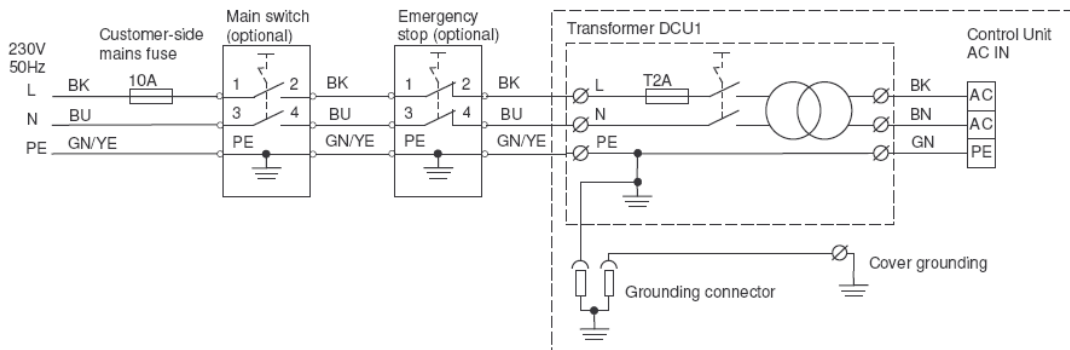 230V
50Hz
Customer-side
mains fuse
Main switch
(optional)
Emergency
stop (optional)
Transformer DCU1
Control Unit
AC IN
L
BK
10A
1
2
BK
1
2
BK
L
T2A
BK
AC
N
BU
3
4
BU
3
4
BU
N
BN
AC
PE
GN/YE
PE
GN/YE
PE
GN/YE
PE
GN
PE
Cover grounding
Grounding connector